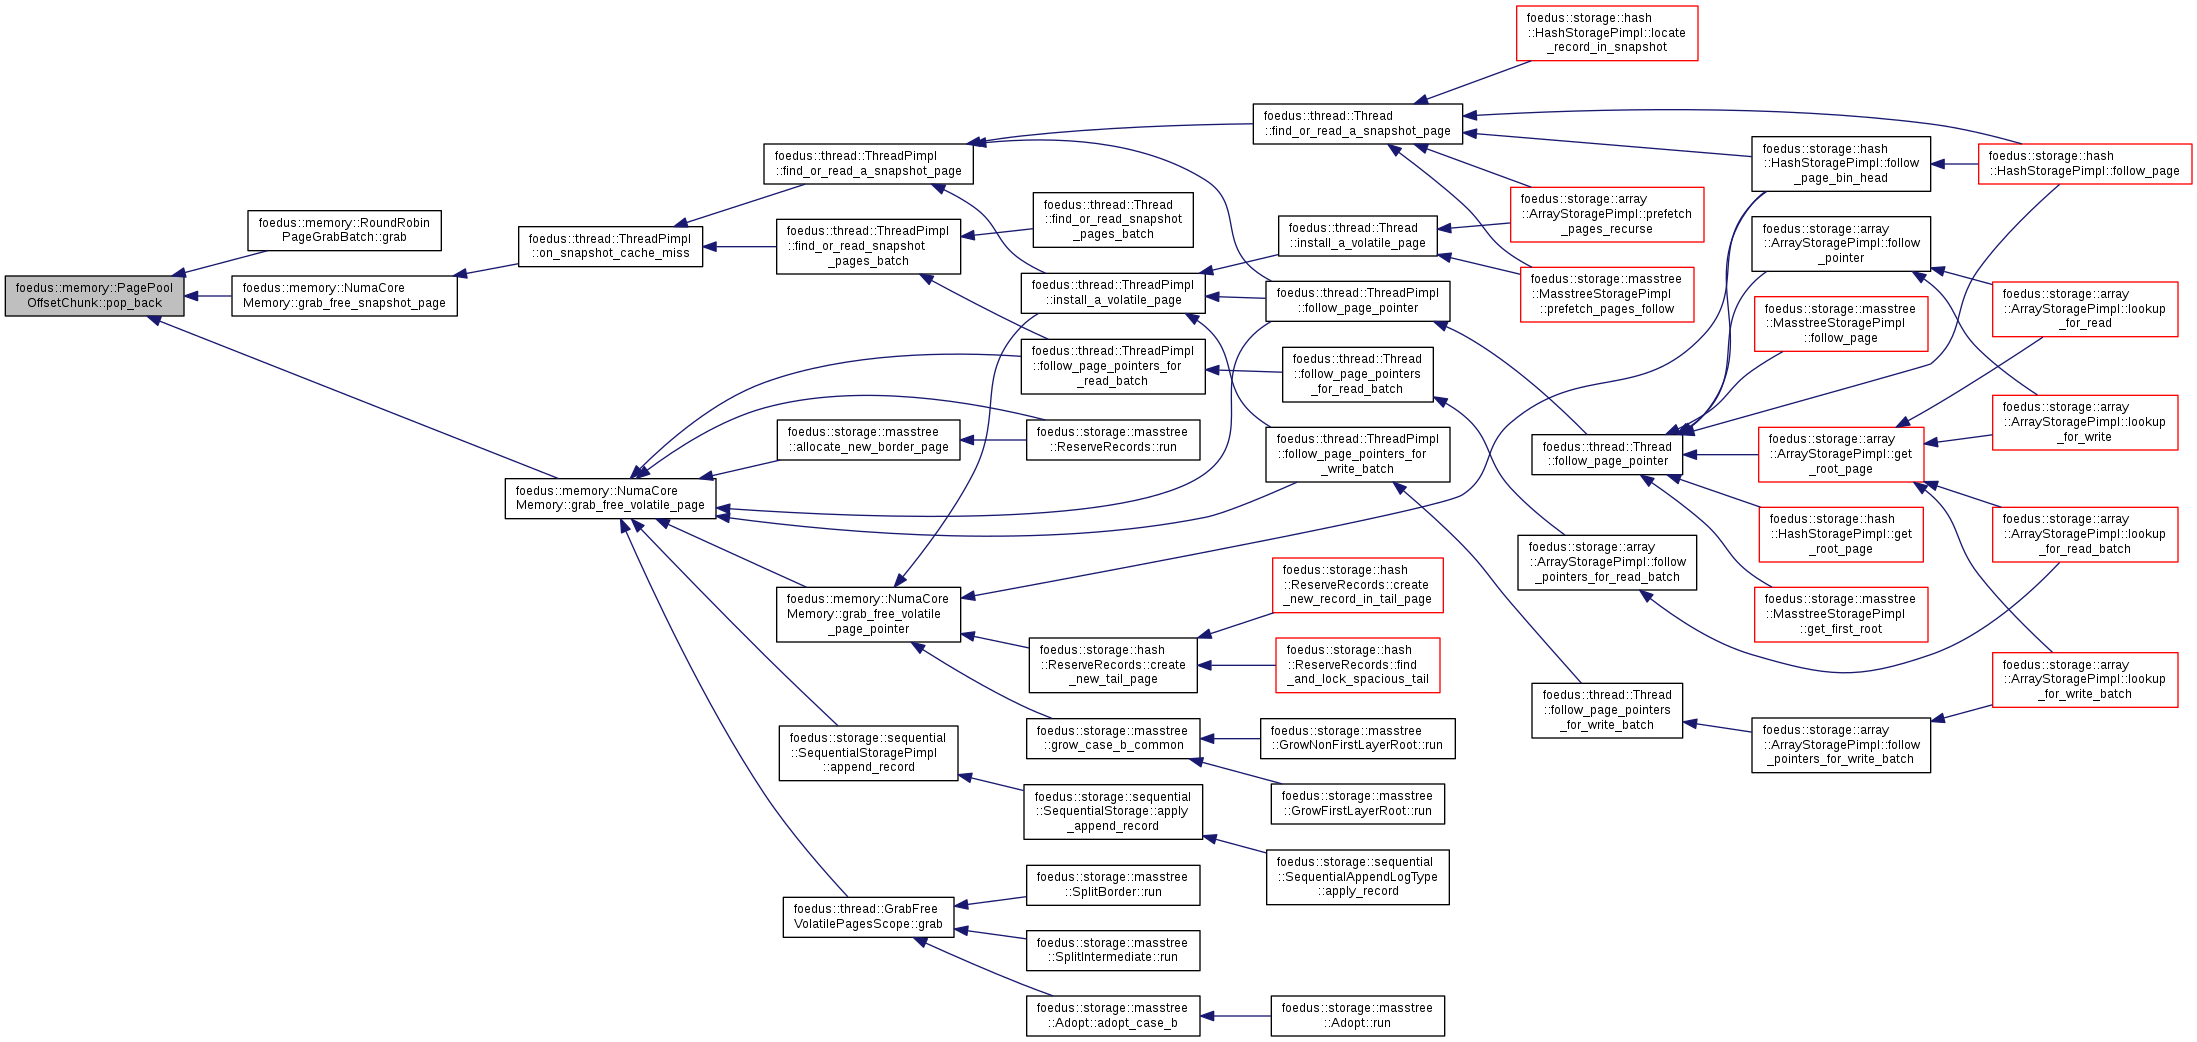 foedus::memory::PagePool
OffsetChunk::pop_back
foedus::memory::RoundRobin
PageGrabBatch::grab
foedus::memory::NumaCore
Memory::grab_free_snapshot_page
foedus::thread::ThreadPimpl
::on_snapshot_cache_miss
foedus::memory::NumaCore
Memory::grab_free_volatile_page
foedus::thread::ThreadPimpl
::find_or_read_a_snapshot_page
foedus::thread::ThreadPimpl
::find_or_read_snapshot
_pages_batch
foedus::storage::masstree
::allocate_new_border_page
foedus::memory::NumaCore
Memory::grab_free_volatile
_page_pointer
foedus::storage::sequential
::SequentialStoragePimpl
::append_record
foedus::thread::GrabFree
VolatilePagesScope::grab
foedus::thread::Thread
::find_or_read_snapshot
_pages_batch
foedus::thread::ThreadPimpl
::install_a_volatile_page
foedus::thread::ThreadPimpl
::follow_page_pointers_for
_read_batch
foedus::storage::masstree
::ReserveRecords::run
foedus::storage::hash
::ReserveRecords::create
_new_tail_page
foedus::storage::masstree
::grow_case_b_common
foedus::storage::sequential
::SequentialStorage::apply
_append_record
foedus::storage::masstree
::SplitBorder::run
foedus::storage::masstree
::SplitIntermediate::run
foedus::storage::masstree
::Adopt::adopt_case_b
foedus::thread::Thread
::find_or_read_a_snapshot_page
foedus::thread::Thread
::install_a_volatile_page
foedus::thread::ThreadPimpl
::follow_page_pointer
foedus::thread::Thread
::follow_page_pointers
_for_read_batch
foedus::thread::ThreadPimpl
::follow_page_pointers_for
_write_batch
foedus::storage::hash
::ReserveRecords::create
_new_record_in_tail_page
foedus::storage::hash
::ReserveRecords::find
_and_lock_spacious_tail
foedus::storage::masstree
::GrowNonFirstLayerRoot::run
foedus::storage::masstree
::GrowFirstLayerRoot::run
foedus::storage::sequential
::SequentialAppendLogType
::apply_record
foedus::storage::masstree
::Adopt::run
foedus::storage::hash
::HashStoragePimpl::locate
_record_in_snapshot
foedus::storage::array
::ArrayStoragePimpl::prefetch
_pages_recurse
foedus::storage::masstree
::MasstreeStoragePimpl
::prefetch_pages_follow
foedus::thread::Thread
::follow_page_pointer
foedus::storage::array
::ArrayStoragePimpl::follow
_pointers_for_read_batch
foedus::thread::Thread
::follow_page_pointers
_for_write_batch
foedus::storage::hash
::HashStoragePimpl::follow
_page_bin_head
foedus::storage::array
::ArrayStoragePimpl::follow
_pointer
foedus::storage::masstree
::MasstreeStoragePimpl
::follow_page
foedus::storage::array
::ArrayStoragePimpl::get
_root_page
foedus::storage::hash
::HashStoragePimpl::get
_root_page
foedus::storage::masstree
::MasstreeStoragePimpl
::get_first_root
foedus::storage::array
::ArrayStoragePimpl::follow
_pointers_for_write_batch
foedus::storage::hash
::HashStoragePimpl::follow_page
foedus::storage::array
::ArrayStoragePimpl::lookup
_for_read
foedus::storage::array
::ArrayStoragePimpl::lookup
_for_write
foedus::storage::array
::ArrayStoragePimpl::lookup
_for_read_batch
foedus::storage::array
::ArrayStoragePimpl::lookup
_for_write_batch